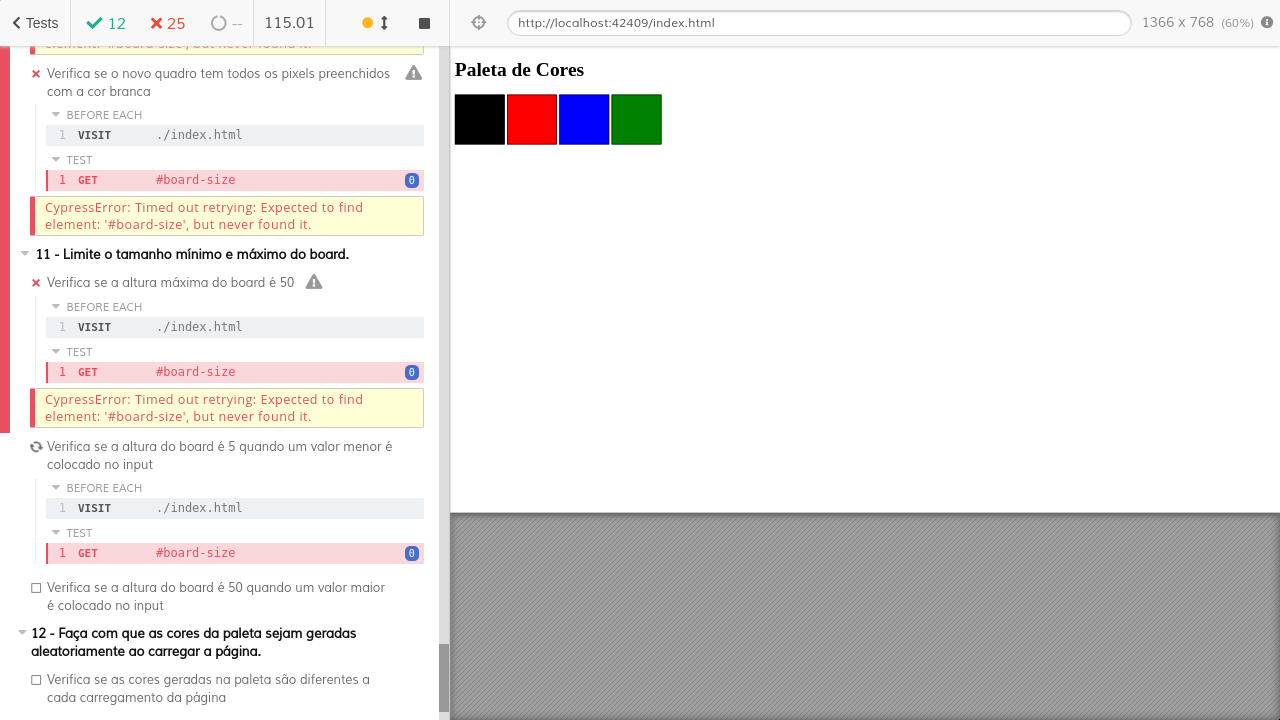 Tests
12
25
--
115.01
http://localhost:42409/index.html
1366 x 768 (60%)
element: '#board-size', but never found it.
Verifica se o novo quadro tem todos os pixels preenchidos
com a cor branca
BEFORE EACH
1 VISIT ./index.html
TEST
1 GET #board-size 0
CypressError: Timed out retrying: Expected to find
element: '#board-size', but never found it.
11 - Limite o tamanho mínimo e máximo do board.
Verifica se a altura máxima do board é 50
BEFORE EACH
1 VISIT ./index.html
TEST
1 GET #board-size 0
CypressError: Timed out retrying: Expected to find
element: '#board-size', but never found it.
Verifica se a altura do board é 5 quando um valor menor é
colocado no input
BEFORE EACH
1 VISIT ./index.html
TEST
1 GET #board-size 0
Verifica se a altura do board é 50 quando um valor maior
é colocado no input
12 - Faça com que as cores da paleta sejam geradas
aleatoriamente ao carregar a página.
Verifica se as cores geradas na paleta são diferentes a
cada carregamento da página
Paleta de Cores